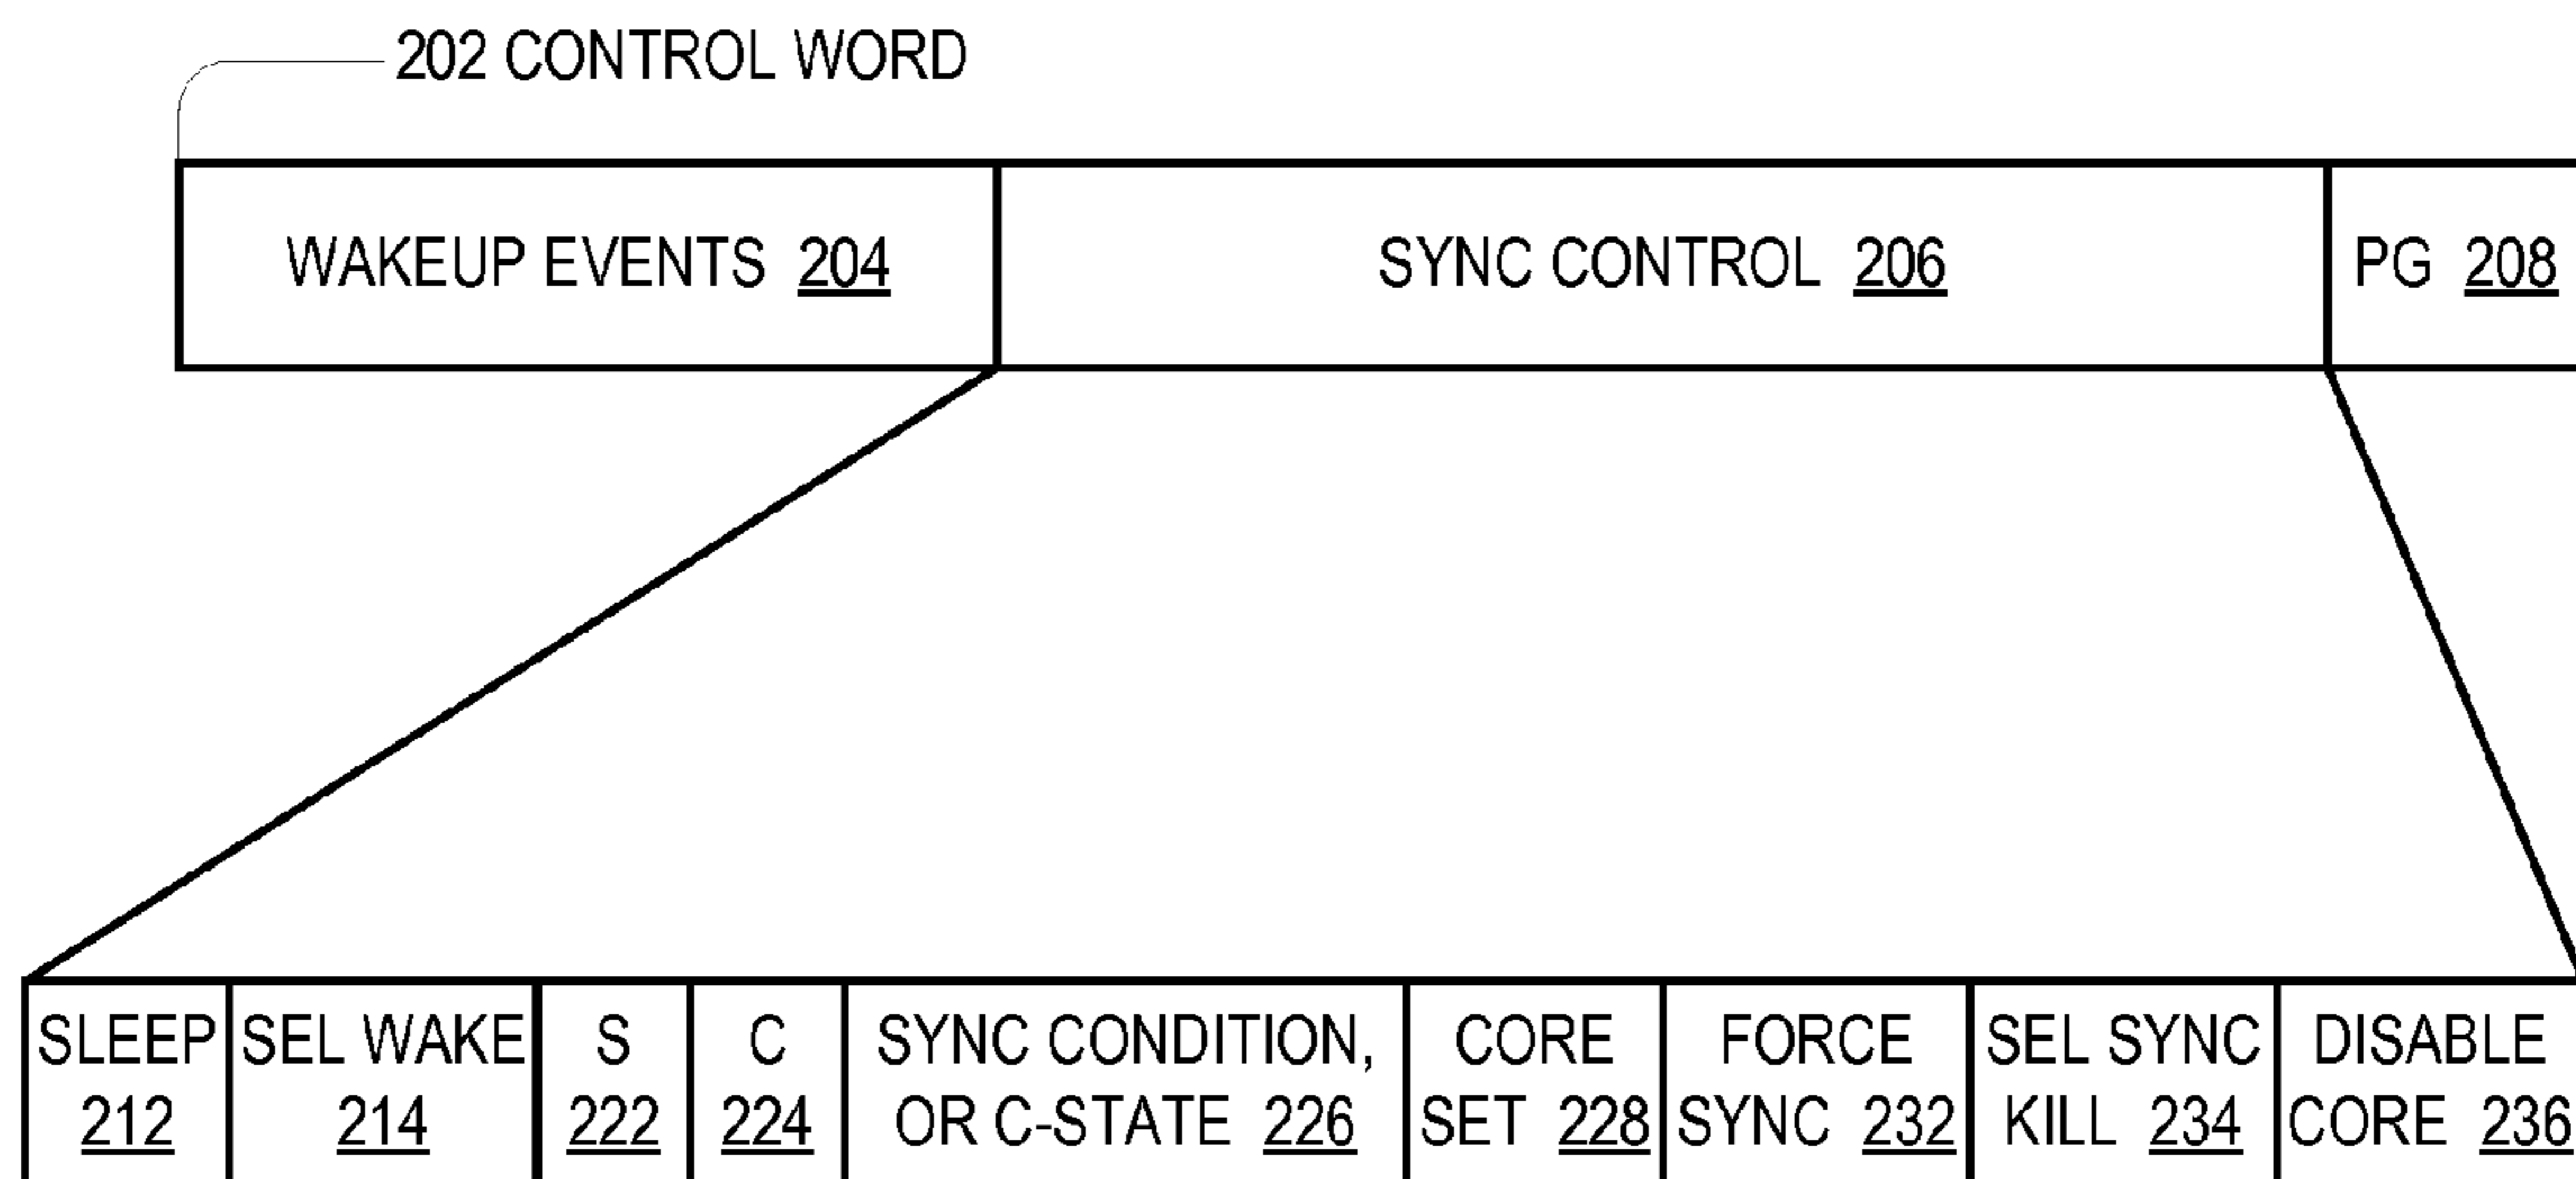 202 CONTROL WORD
WAKEUP EVENTS 204
SYNC CONTROL 206
PG 208
SLEEP
212
SEL WAKE
214
S
222
C
224
SYNC CONDITION,
OR C-STATE 226
CORE
SET 228
FORCE
SYNC 232
SEL SYNC
KILL 234
DISABLE
CORE 236